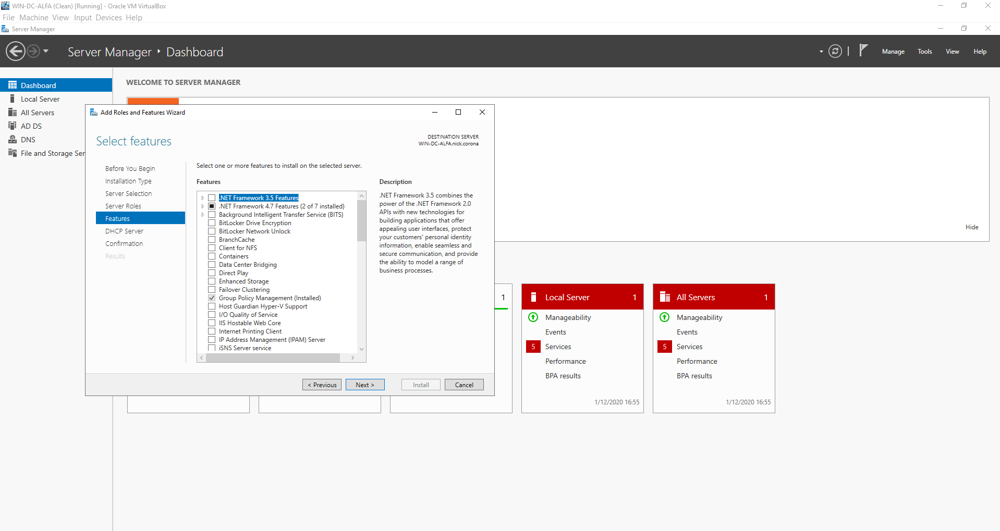 WIN-DC-ALFA (Clean) [Running] - Oracle VM VirtualBox
File Machine View Input Devices Help
Server Manager
Server Manager ‣ Dashboard
Manage Tools View Help
Dashboard
Local Server
All Servers
AD DS
DNS
File and Storage Ser
WELCOME TO SERVER MANAGER
Hide
Add Roles and Features Wizard
Select features
DESTINATION SERVER
WIN-DC-ALFA.nick.corona
Before You Begin
Installation Type
Server Selection
Server Roles
Features
DHCP Server
Confirmation
Results
Select one or more features to install on the selected server.
Features
.NET Framework 3.5 Features
.NET Framework 4.7 Features (2 of 7 installed)
Background Intelligent Transfer Service (BITS)
BitLocker Drive Encryption
BitLocker Network Unlock
BranchCache
Client for NFS
Containers
Data Center Bridging
Direct Play
Enhanced Storage
Failover Clustering
Group Policy Management (Installed)
Host Guardian Hyper-V Support
I/O Quality of Service
IIS Hostable Web Core
Internet Printing Client
IP Address Management (IPAM) Server
iSNS Server service
Description
.NET Framework 3.5 combines the
power of the .NET Framework 2.0
APIs with new technologies for
building applications that offer
appealing user interfaces, protect
your customers' personal identity
information, enable seamless and
secure communication, and provide
the ability to model a range of
business processes.
< Previous Next > Install Cancel
1
Local Server 1
Manageability
Events
5 Services
Performance
BPA results
1/12/2020 16:55
All Servers 1
Manageability
Events
5 Services
Performance
BPA results
1/12/2020 16:55